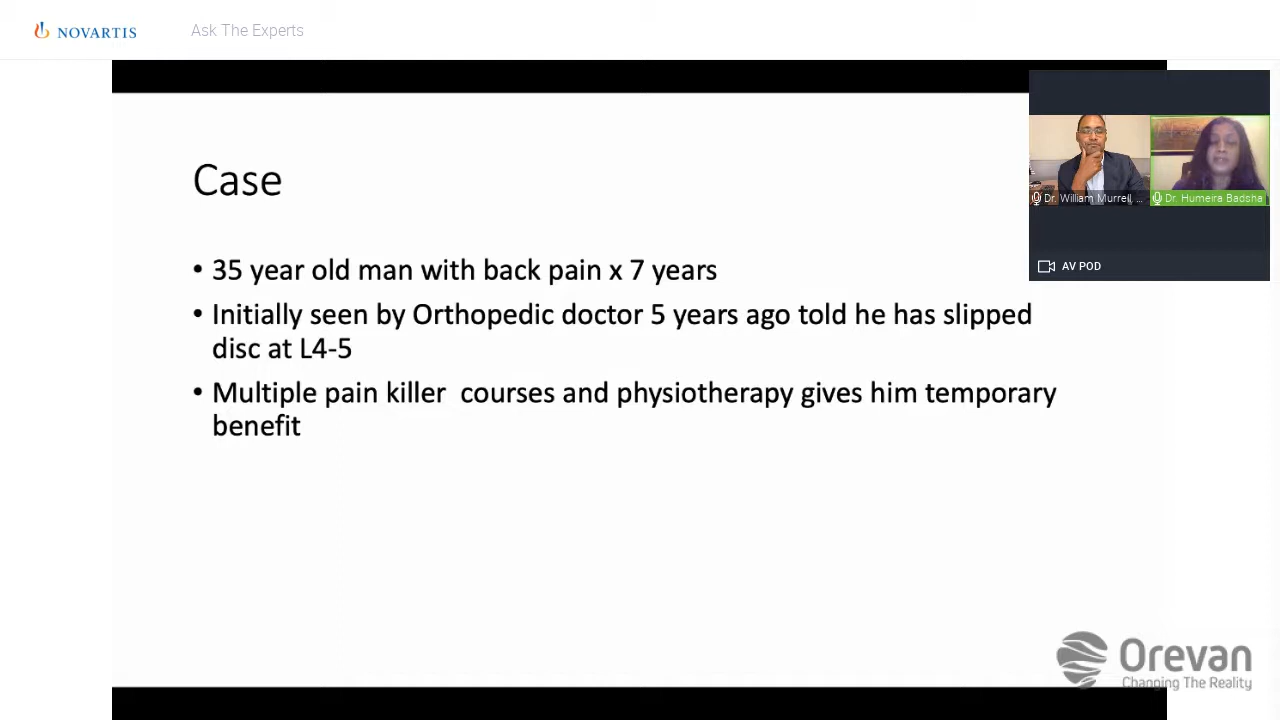 NOVARTIS
Ask The Experts
Case
• 35 year old man with back pain x 7 years
• Initially seen by Orthopedic doctor 5 years ago told he has slipped
disc at L4-5
• Multiple pain killer  courses and physiotherapy gives him temporary
benefit
Dr. William Murrell, ...
Dr. Humeira Badsha
AV POD
Orevan
Changing The Reality